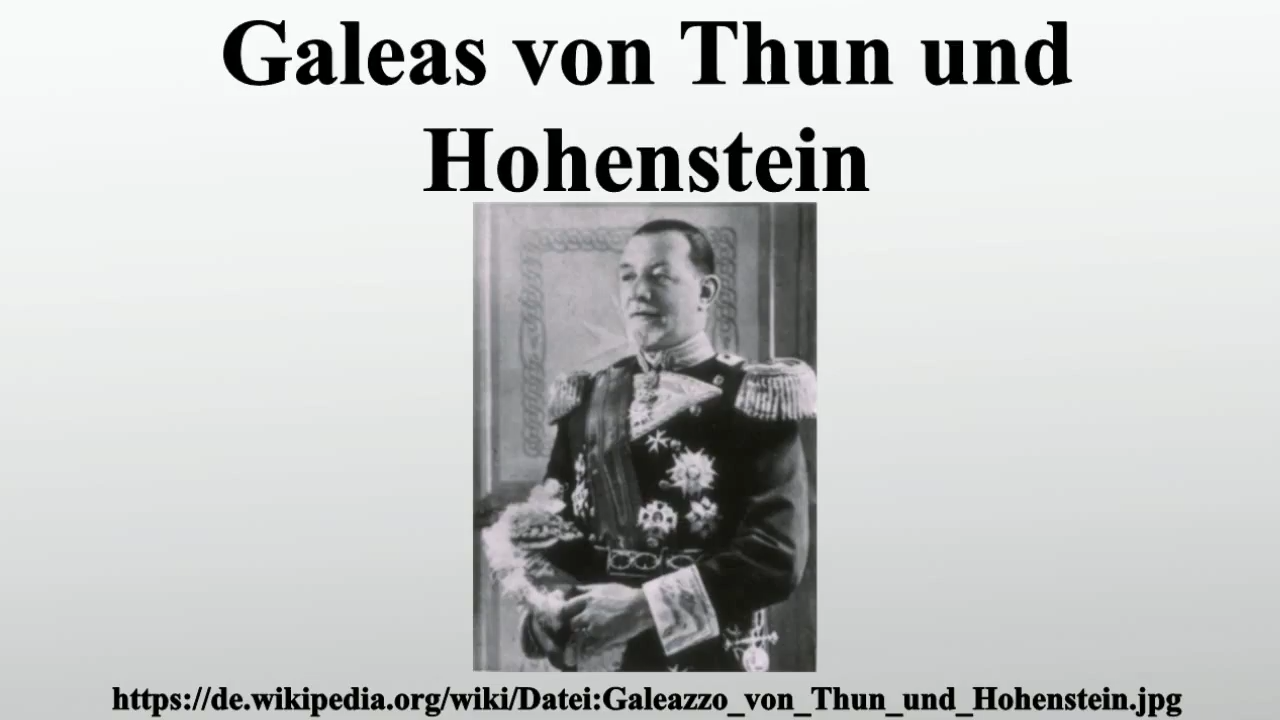 Galeas von Thun und
Hohenstein
https://de.wikipedia.org/wiki/Datei:Galeazzo_von_Thun_und_Hohenstein.jpg